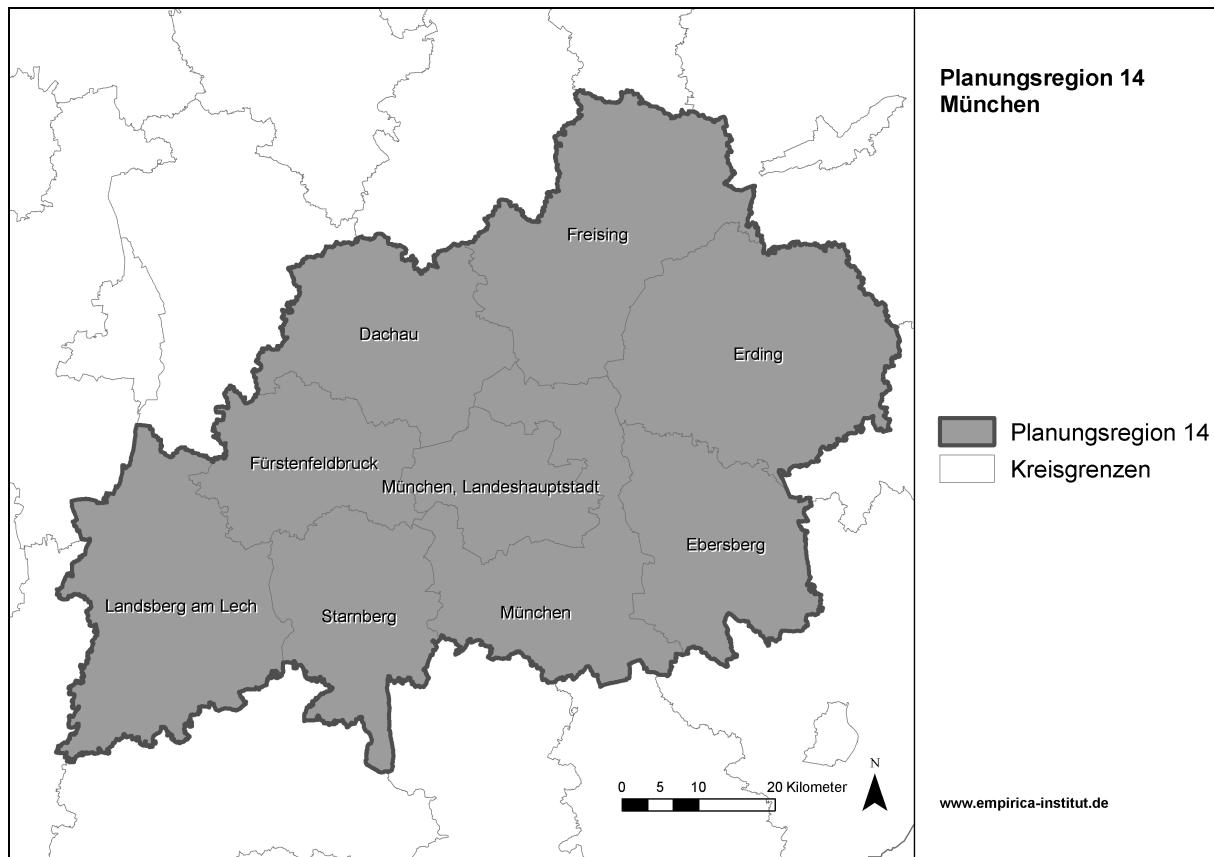 Planungsregion 14
München
Freising
Dachau
Erding
Fürstenfeldbruck
München, Landeshauptstadt
Ebersberg
Landsberg am Lech
Starnberg
München
Planungsregion 14
Kreisgrenzen
N
0 5 10 20 Kilometer
www.empirica-institut.de